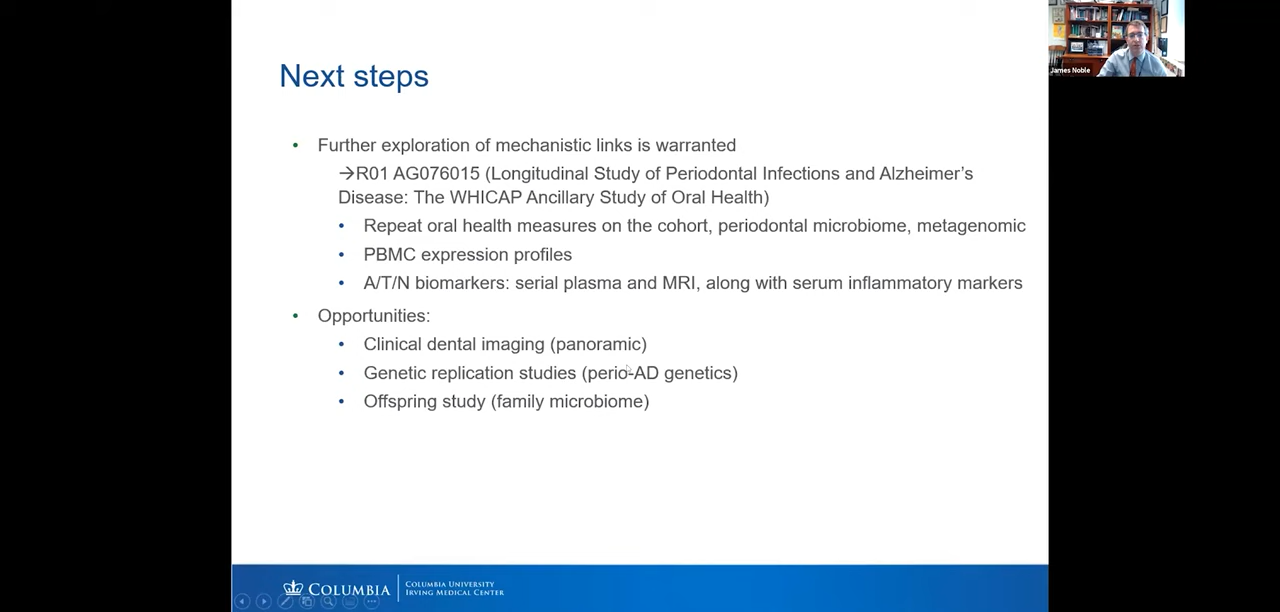 Next steps
James Noble
• Further exploration of mechanistic links is warranted
→R01 AG076015 (Longitudinal Study of Periodontal Infections and Alzheimer's
Disease: The WHICAP Ancillary Study of Oral Health)
• Repeat oral health measures on the cohort, periodontal microbiome, metagenomic
• PBMC expression profiles
• A/T/N biomarkers: serial plasma and MRI, along with serum inflammatory markers
• Opportunities:
• Clinical dental imaging (panoramic)
• Genetic replication studies (perio-AD genetics)
• Offspring study (family microbiome)
COLUMBIA
COLUMBIA UNIVERSITY
IRVING MEDICAL CENTER